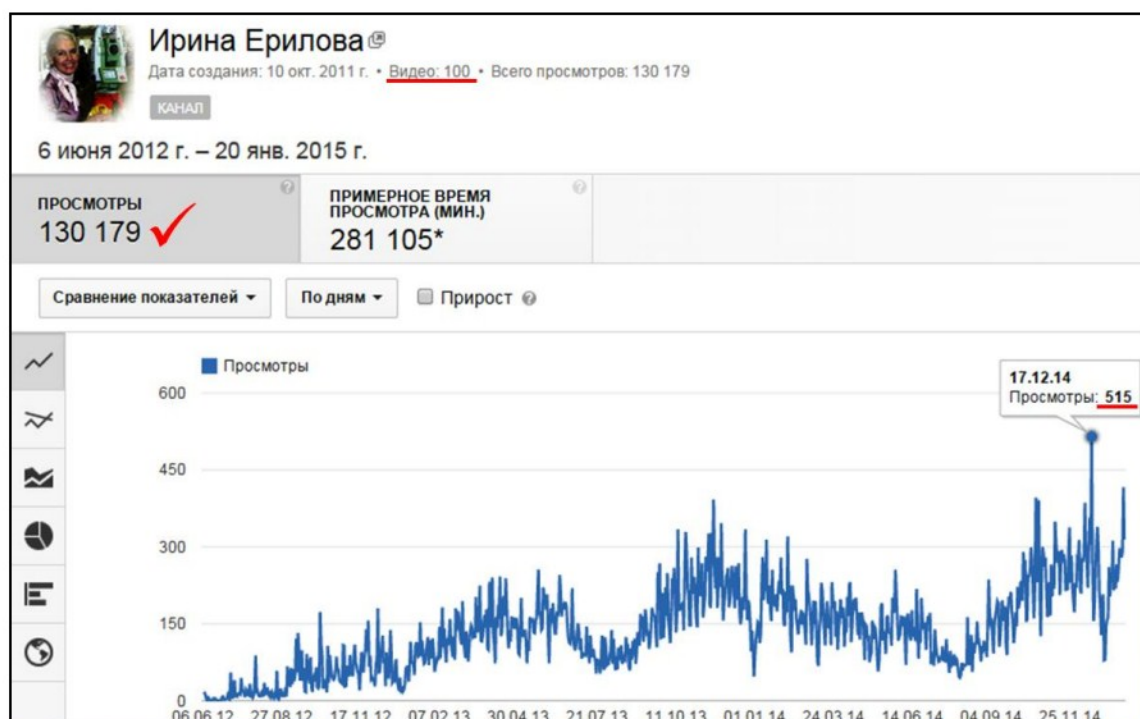 Ирина Ерилова
Дата создания: 10 окт. 2011 г. • Видео: 100 • Всего просмотров: 130 179
КАНАЛ
6 июня 2012 г. – 20 янв. 2015 г.
ПРОСМОТРЫ
130 179
ПРИМЕРНОЕ ВРЕМЯ
ПРОСМОТРА (МИН.)
281 105*
Сравнение показателей
По дням
Прирост
Просмотры
17.12.14
Просмотры: 515
600
450
300
150
0
06.06.12 27.08.12 17.11.12 07.02.13 30.04.13 21.07.13 11.10.13 01.01.14 24.03.14 14.06.14 04.09.14 25.11.14